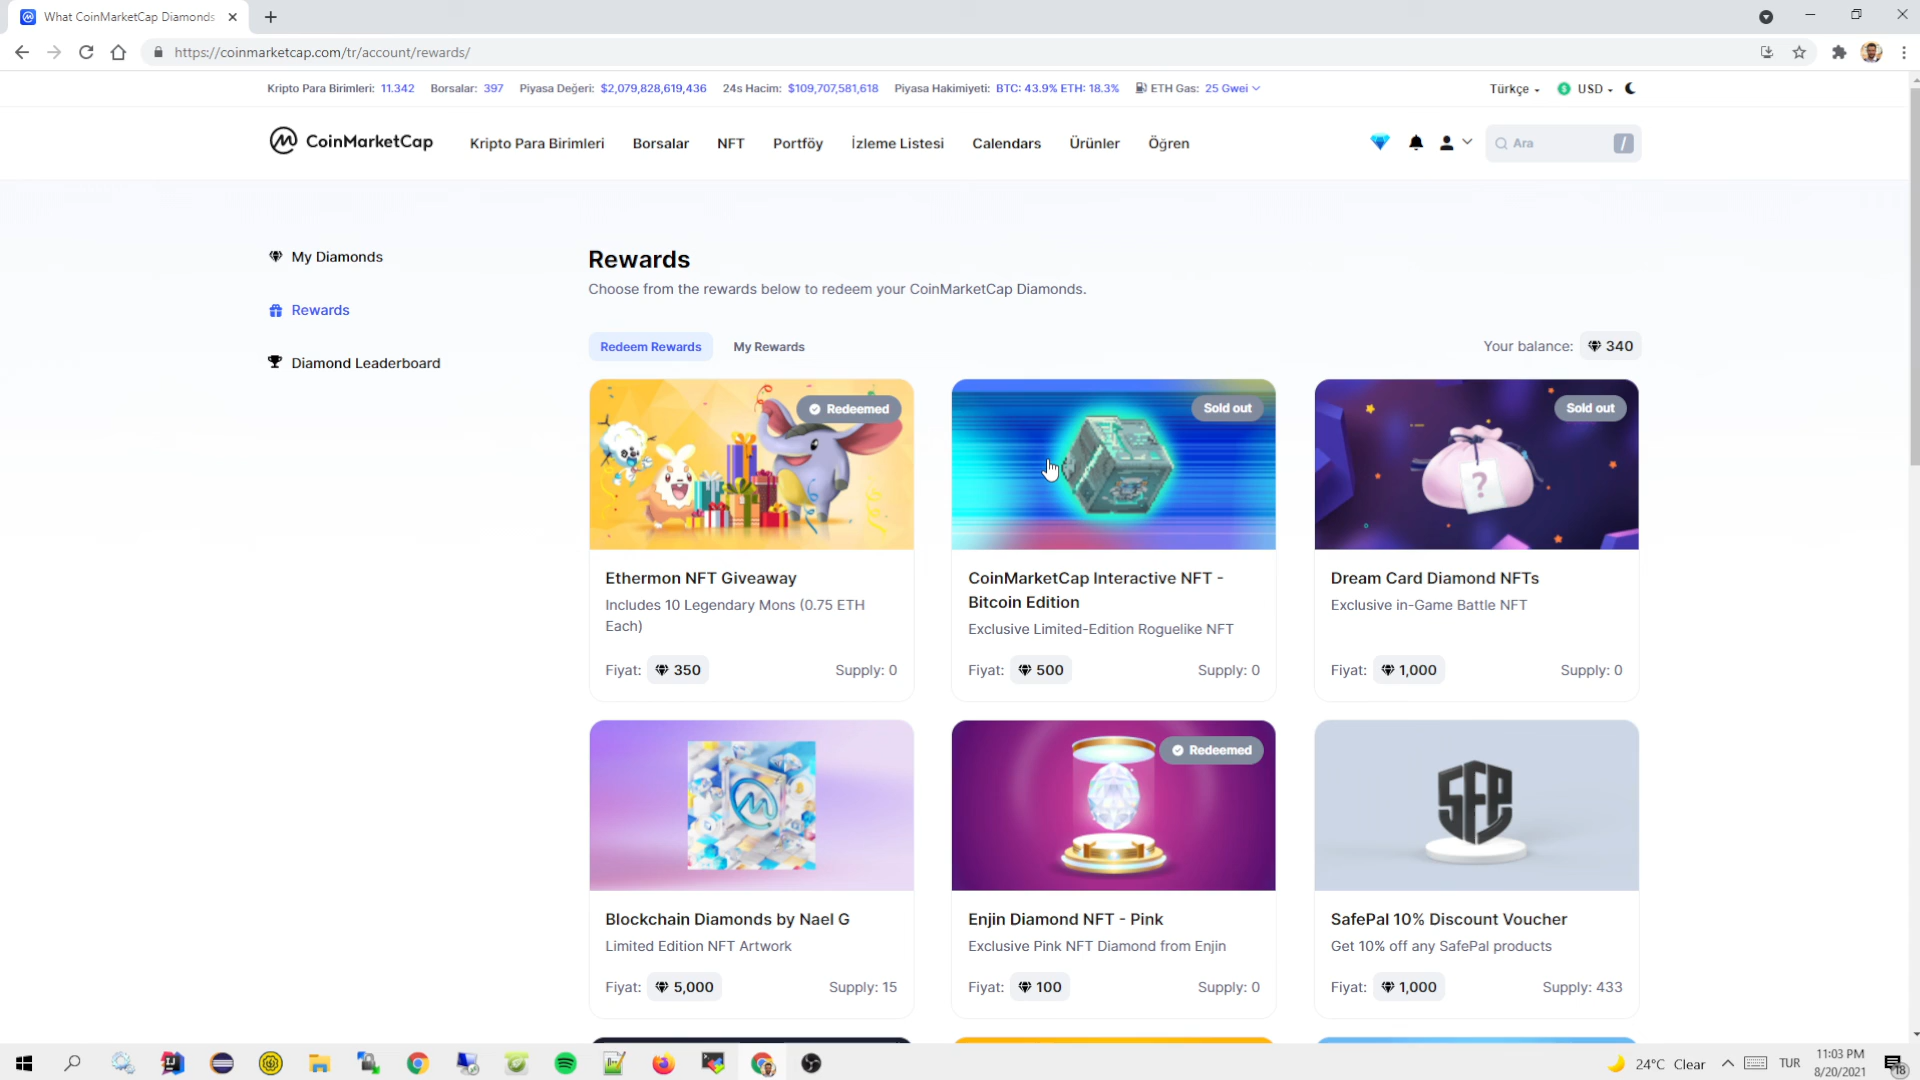 What CoinMarketCap Diamonds
https://coinmarketcap.com/tr/account/rewards/
Kripto Para Birimleri: 11.342 Borsalar: 397 Piyasa Değeri: $2,079,828,619,436 24s Hacim: $109,707,581,618 Piyasa Hakimiyeti: BTC: 43.9% ETH: 18.3% ETH Gas: 25 Gwei
Türkçe USD
CoinMarketCap Kripto Para Birimleri Borsalar NFT Portföy İzleme Listesi Calendars Ürünler Öğren Ara /
My Diamonds
Rewards
Diamond Leaderboard
Rewards
Choose from the rewards below to redeem your CoinMarketCap Diamonds.
Redeem Rewards My Rewards Your balance: 340
Redeemed
Sold out
Sold out
?
Ethermon NFT Giveaway
Includes 10 Legendary Mons (0.75 ETH
Each)
Fiyat: 350 Supply: 0
CoinMarketCap Interactive NFT -
Bitcoin Edition
Exclusive Limited-Edition Roguelike NFT
Fiyat: 500 Supply: 0
Dream Card Diamond NFTs
Exclusive in-Game Battle NFT
Fiyat: 1,000 Supply: 0
Redeemed
SFP
Blockchain Diamonds by Nael G
Limited Edition NFT Artwork
Fiyat: 5,000 Supply: 15
Enjin Diamond NFT - Pink
Exclusive Pink NFT Diamond from Enjin
Fiyat: 100 Supply: 0
SafePal 10% Discount Voucher
Get 10% off any SafePal products
Fiyat: 1,000 Supply: 433
24°C Clear TUR
11:03 PM
8/20/2021
18